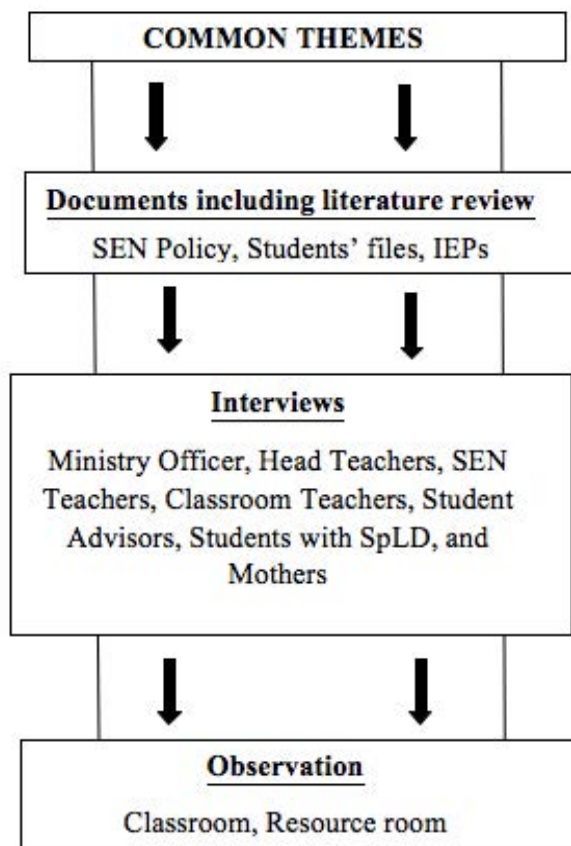 COMMON THEMES
Documents including literature review
SEN Policy, Students’ files, IEPs
Interviews
Ministry Officer, Head Teachers, SEN
Teachers, Classroom Teachers, Student
Advisors, Students with SpLD, and
Mothers
Observation
Classroom, Resource room